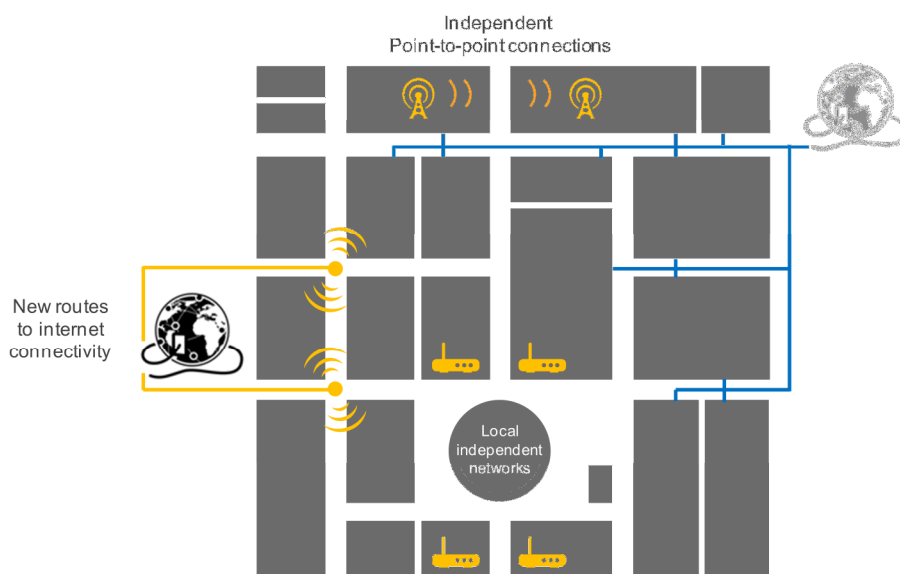 Independent
Point-to-point connections
New routes
to internet
connectivity
Local
independent
networks